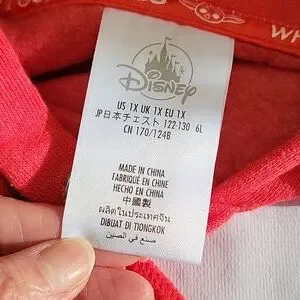 Disney
US 1X UK 1X EU 1X
JP日本チェスト 122-130 6L
CN 170/124B
MADE IN CHINA
FABRIQUÉ EN CHINE
HECHO EN CHINA
中國製
ผลิตในประเทศจีน
DIBUAT DI TIONGKOK
صنع في الصين